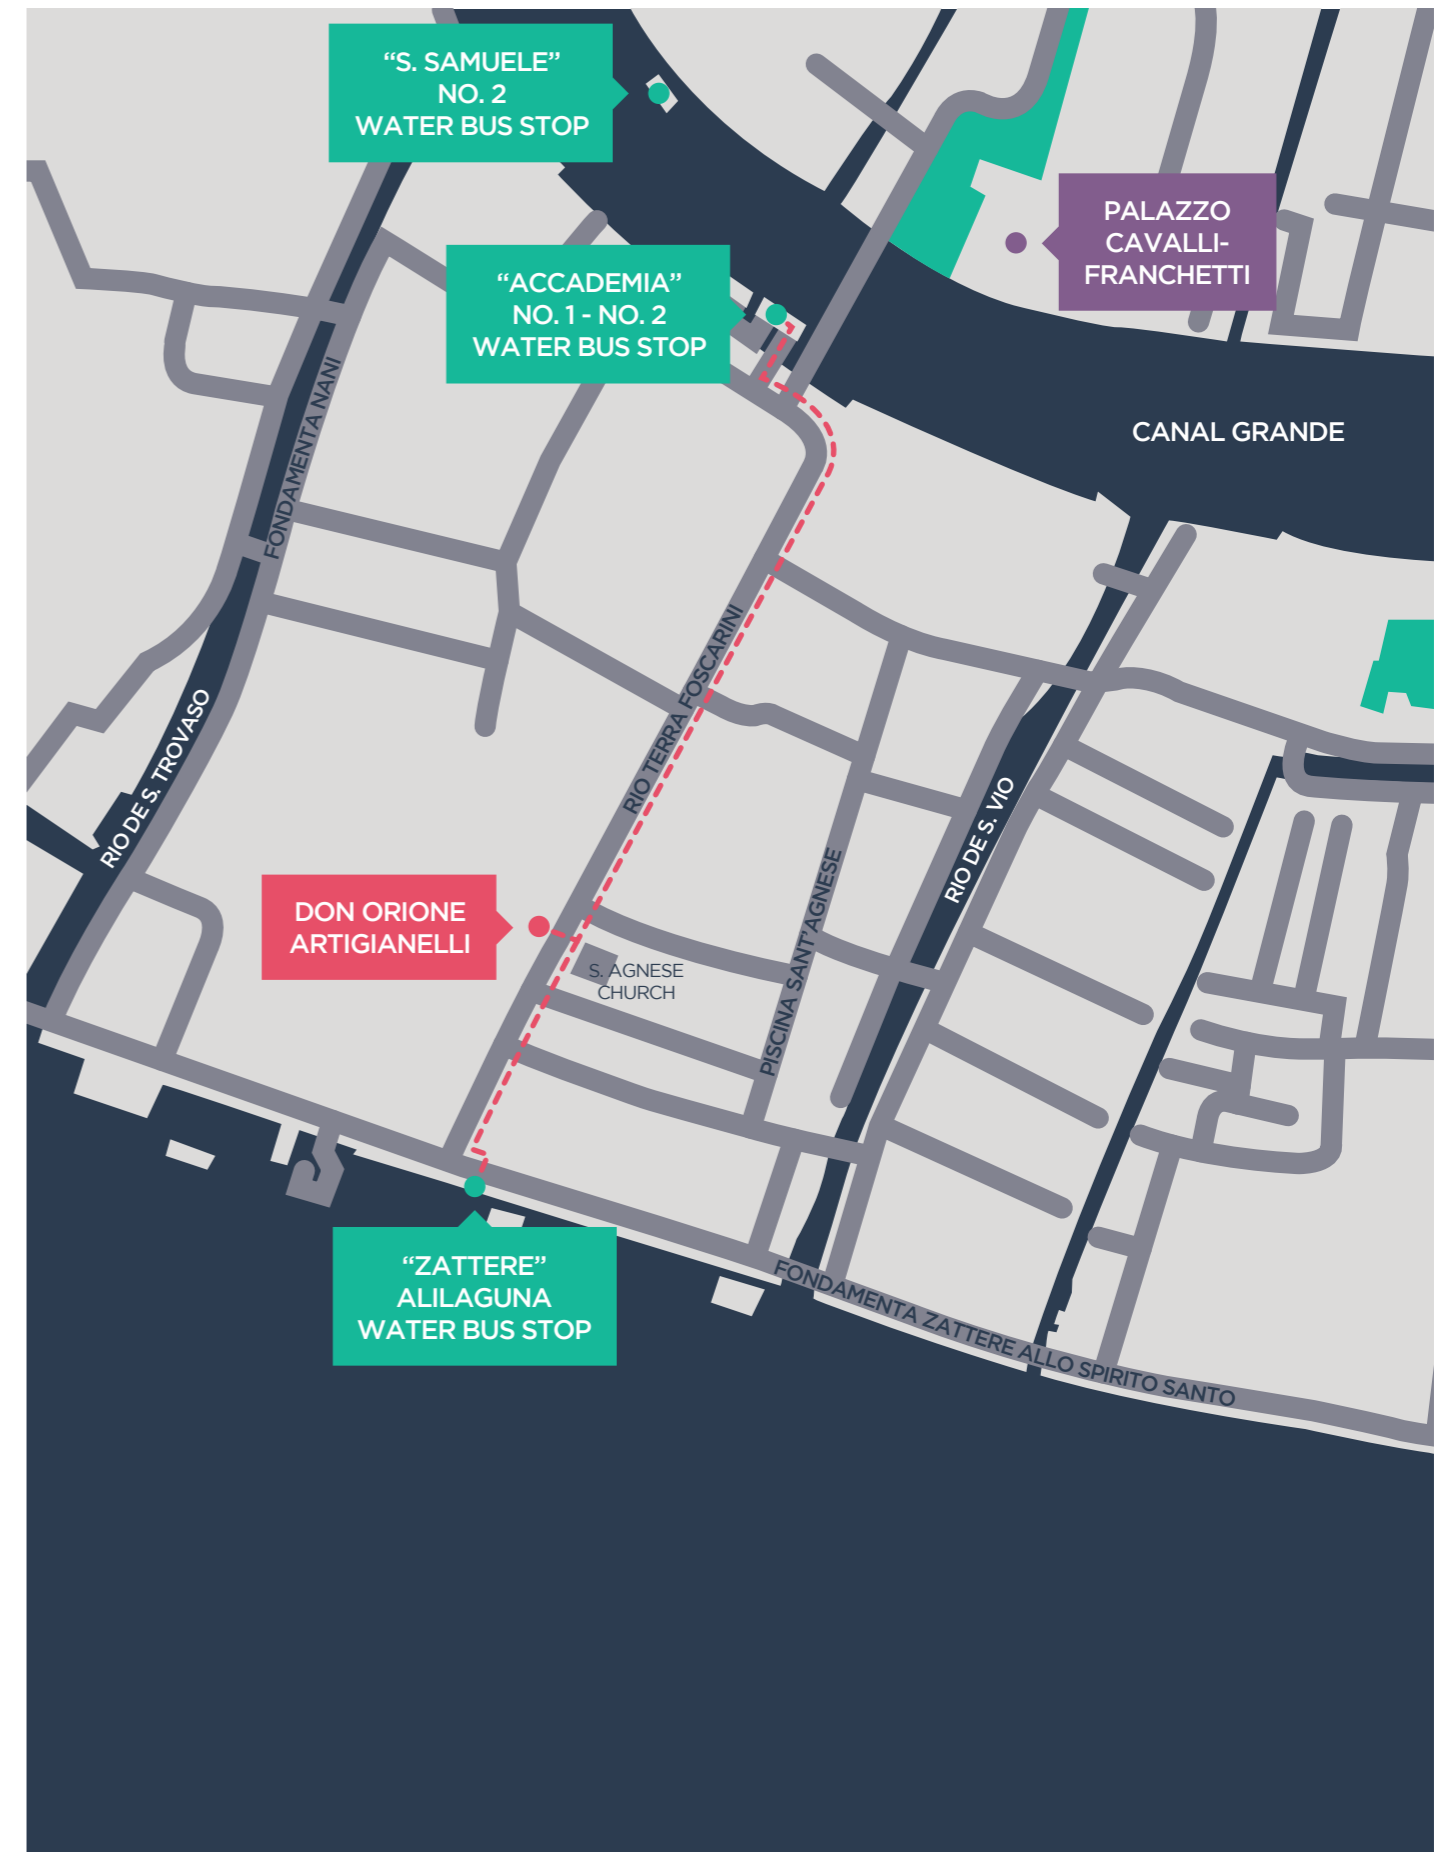 “S. SAMUELE”
NO. 2
WATER BUS STOP
PALAZZO
CAVALLI-
FRANCHETTI
“ACCADEMIA”
NO. 1 - NO. 2
WATER BUS STOP
CANAL GRANDE
FONDAMENTA NANI
RIO TERRA FOSCARINI
RIO DE S. TROVASO
RIO DE S. VIO
PISCINA SANT’AGNESE
DON ORIONE
ARTIGIANELLI
S. AGNESE
CHURCH
“ZATTERE”
ALILAGUNA
WATER BUS STOP
FONDAMENTA ZATTERE ALLO SPIRITO SANTO